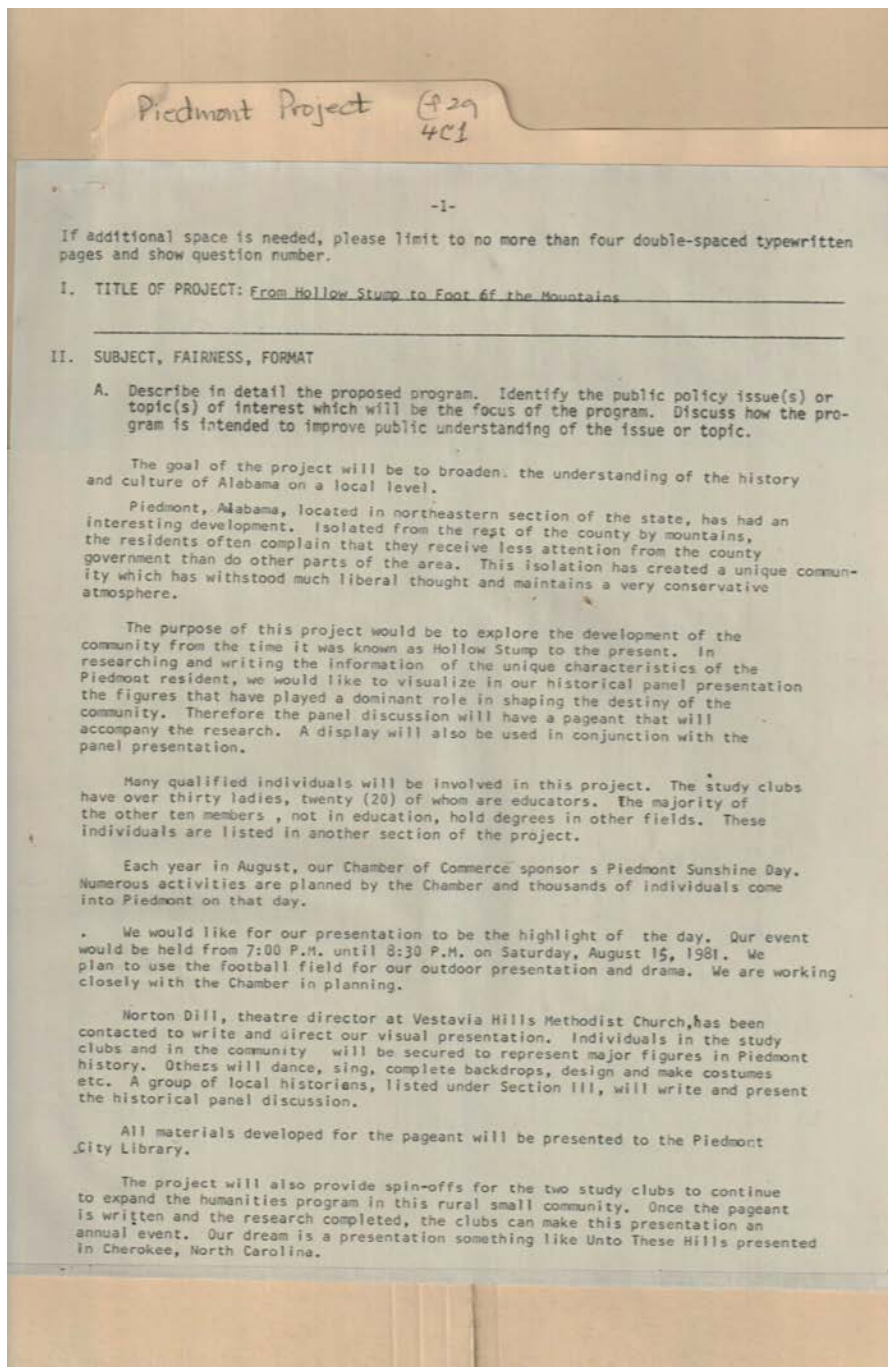 Piedmont Project
4C1
-1-
If additional space is needed, please limit to no more than four double-spaced typewritten
pages and show question number.
I. TITLE OF PROJECT: From Hollow Stump to Foot of the Mountains
II. SUBJECT, FAIRNESS, FORMAT
A. Describe in detail the proposed program. Identify the public policy issue(s) or
topic(s) of interest which will be the focus of the program. Discuss how the pro-
gram is intended to improve public understanding of the issue or topic.
The goal of the project will be to broaden. the understanding of the history
and culture of Alabama on a local level.
Piedmont, Alabama, located in northeastern section of the state, has had an
interesting development. Isolated from the rest of the county by mountains,
the residents often complain that they receive less attention from the county
government than do other parts of the area. This isolation has created a unique commun-
ity which has withstood much liberal thought and maintains a very conservative
atmosphere.
The purpose of this project would be to explore the development of the
community from the time it was known as Hollow Stump to the present. In
researching and writing the information of the unique characteristics of the
Piedmont resident, we would like to visualize in our historical panel presentation
the figures that have played a dominant role in shaping the destiny of the
community. Therefore the panel discussion will have a pageant that will
accompany the research. A display will also be used in conjunction with the
panel presentation.
Many qualified individuals will be involved in this project. The study clubs
have over thirty ladies, twenty (20) of whom are educators. The majority of
the other ten members , not in education, hold degrees in other fields. These
individuals are listed in another section of the project.
Each year in August, our Chamber of Commerce sponsor s Piedmont Sunshine Day.
Numerous activities are planned by the Chamber and thousands of individuals come
into Piedmont on that day.
. We would like for our presentation to be the highlight of the day. Our event
would be held from 7:00 P.M. until 8:30 P.M. on Saturday, August 15, 1981. We
plan to use the football field for our outdoor presentation and drama. We are working
closely with the Chamber in planning.
Norton Dill, theatre director at Vestavia Hills Methodist Church,has been
contacted to write and direct our visual presentation. Individuals in the study
clubs and in the community will be secured to represent major figures in Piedmont
history. Others will dance, sing, complete backdrops, design and make costumes
etc. A group of local historians, listed under Section III, will write and present
the historical panel discussion.
All materials developed for the pageant will be presented to the Piedmont
City Library.
The project will also provide spin-offs for the two study clubs to continue
to expand the humanities program in this rural small community. Once the pageant
is written and the research completed, the clubs can make this presentation an
annual event. Our dream is a presentation something like Unto These Hills presented
in Cherokee, North Carolina.